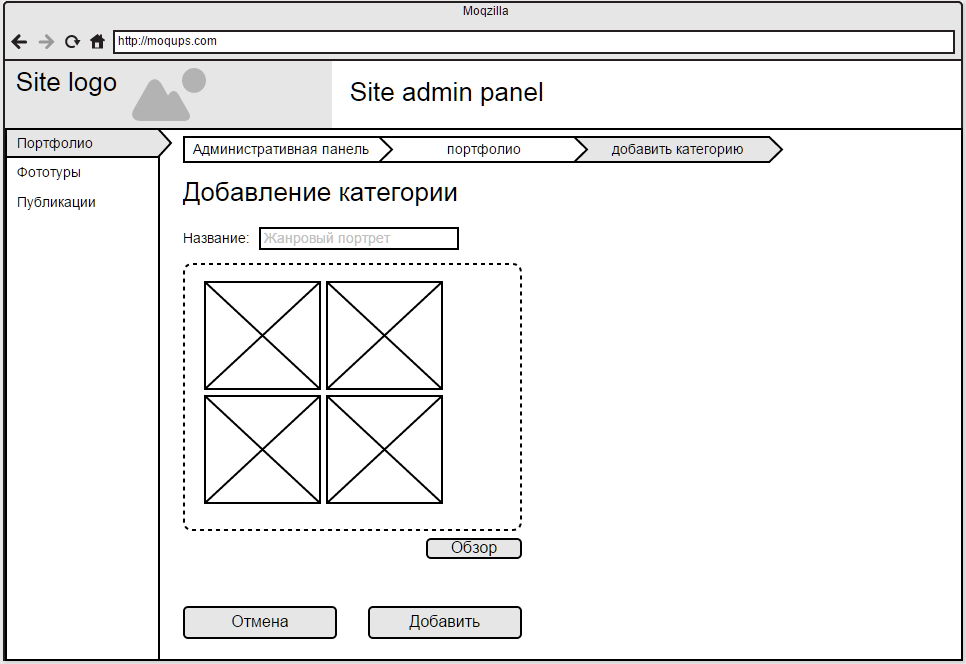 Moqzilla
http://moqups.com
Site logo
Site admin panel
Портфолио
Фототуры
Публикации
Административная панель
портфолио
добавить категорию
Добавление категории
Название:
Жанровый портрет
Обзор
Отмена
Добавить